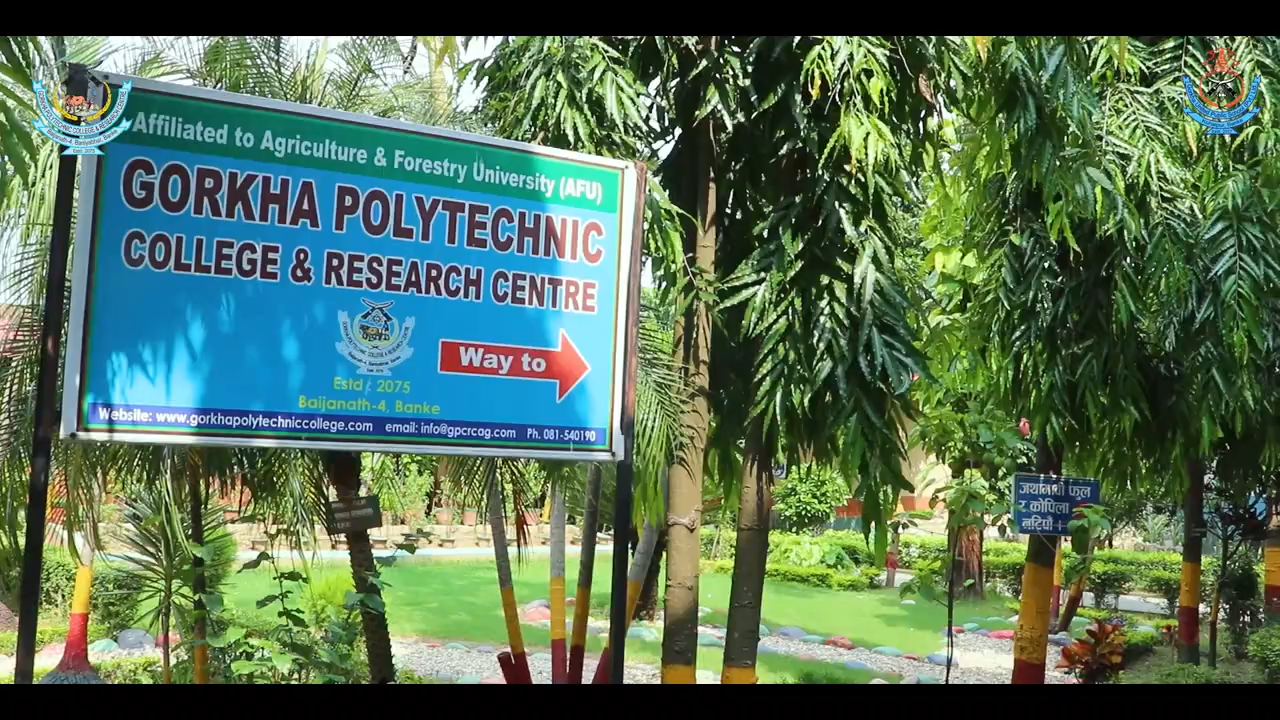 Affiliated to Agriculture & Forestry University (AFU)
GORKHA POLYTECHNIC
COLLEGE & RESEARCH CENTRE
Way to
Estd : 2075
Baijanath-4, Banke
Website: www.gorkhapolytechniccollege.com email: info@gpcrcag.com Ph. 081-540190
जथाभावी फुल
र कोपिला
नटिपौ